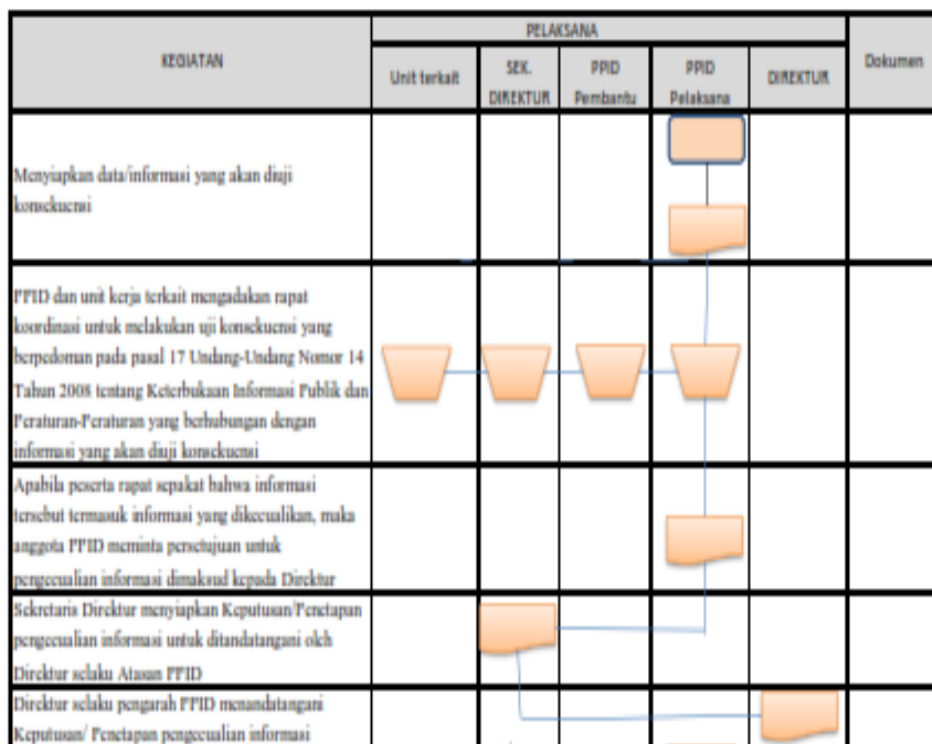 KEGIATAN
PELAKSANA
Dokumen
Unit terkait
SEK. DIREKTUR
PPID Pembantu
PPID Pelaksana
DIREKTUR
Menyiapkan data/informasi yang akan diuji
konsekuensi
PPID dan unit kerja terkait mengadakan rapat
koordinasi untuk melakukan uji konsekuensi yang
berpedoman pada pasal 17 Undang-Undang Nomor 14
Tahun 2008 tentang Keterbukaan Informasi Publik dan
Peraturan-Peraturan yang berhubungan dengan
informasi yang akan diuji konsekuensi
Apabila peserta rapat sepakat bahwa informasi
tersebut termasuk informasi yang dikecualikan, maka
anggota PPID meminta persetujuan untuk
pengecualian informasi dimaksud kepada Direktur
Sekretaris Direktur menyiapkan Keputusan/Penetapan
pengecualian informasi untuk ditandatangani oleh
Direktur selaku Atasan PPID
Direktur selaku pengarah PPID menandatangani
Keputusan/ Penetapan pengecualian informasi